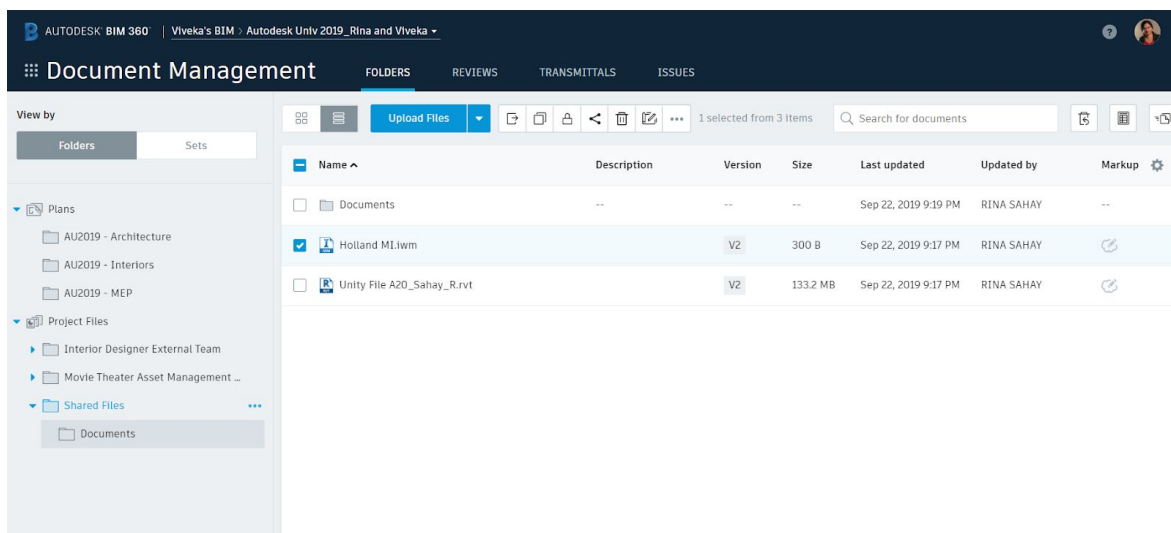 AUTODESK® BIM 360™ | Viveka's BIM > Autodesk Univ 2019_Rina and Viveka
Document Management FOLDERS REVIEWS TRANSMITTALS ISSUES
View by
Folders Sets
Plans
AU2019 - Architecture
AU2019 - Interiors
AU2019 - MEP
Project Files
Interior Designer External Team
Movie Theater Asset Management ...
Shared Files ...
Documents
Upload Files ... 1 selected from 3 items Search for documents
Name Description Version Size Last updated Updated by Markup
Documents -- -- -- Sep 22, 2019 9:19 PM RINA SAHAY --
Holland MI.iwm V2 300 B Sep 22, 2019 9:17 PM RINA SAHAY
Unity File A20_Sahay_R.rvt V2 133.2 MB Sep 22, 2019 9:17 PM RINA SAHAY